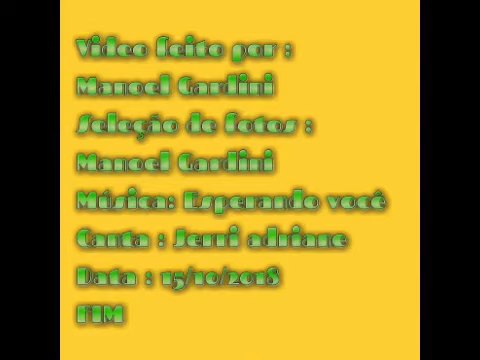 Video feito por :
Manoel Gardini
Seleção de fotos :
Manoel Gardini
Música: Esperando você
Canta : Jerri adriane
Data : 15/10/2018
FIM